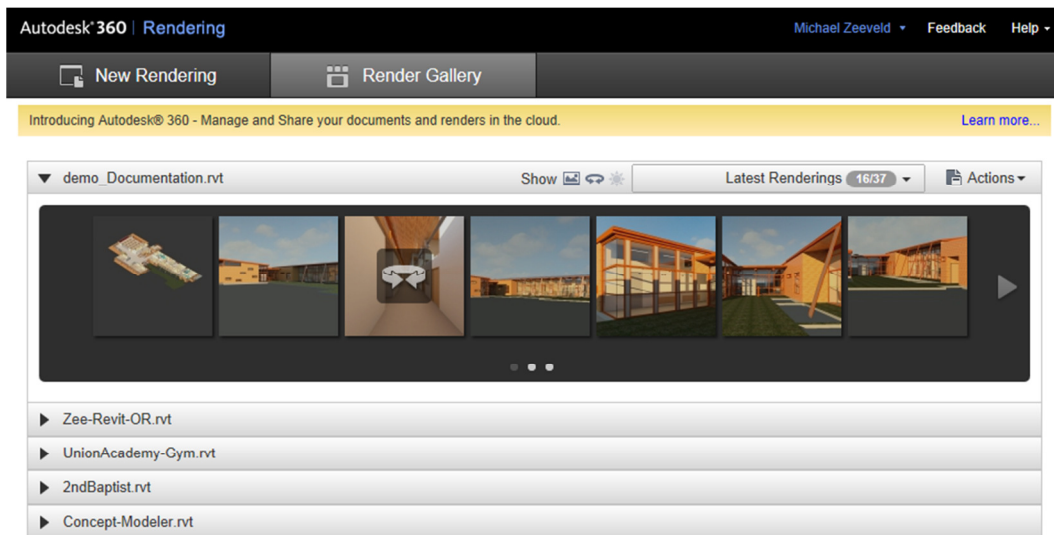 Autodesk® 360 | Rendering Michael Zeeveld Feedback Help
New Rendering Render Gallery
Introducing Autodesk® 360 - Manage and Share your documents and renders in the cloud. Learn more...
demo_Documentation.rvt Show Latest Renderings 16/37 Actions
Zee-Revit-OR.rvt
UnionAcademy-Gym.rvt
2ndBaptist.rvt
Concept-Modeler.rvt